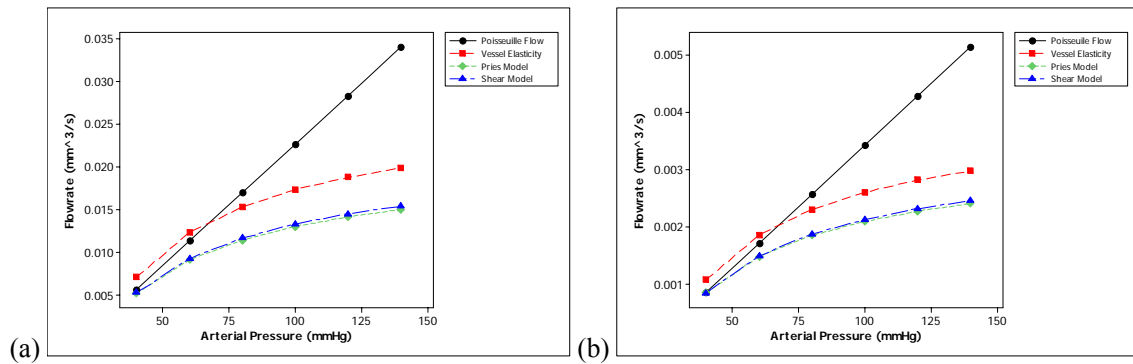 0.035
0.030
0.025
0.020
0.015
0.010
0.005
Flowrate (mm^3/s)
50
75
100
125
150
Arterial Pressure (mmHg)
Poisseuille Flow
Vessel Elasticity
Pries Model
Shear Model
(a)
0.005
0.004
0.003
0.002
0.001
Flowrate (mm^3/s)
50
75
100
125
150
Arterial Pressure (mmHg)
Poisseuile Flow
Vessel Elasticity
Pries Model
Shear Model
(b)